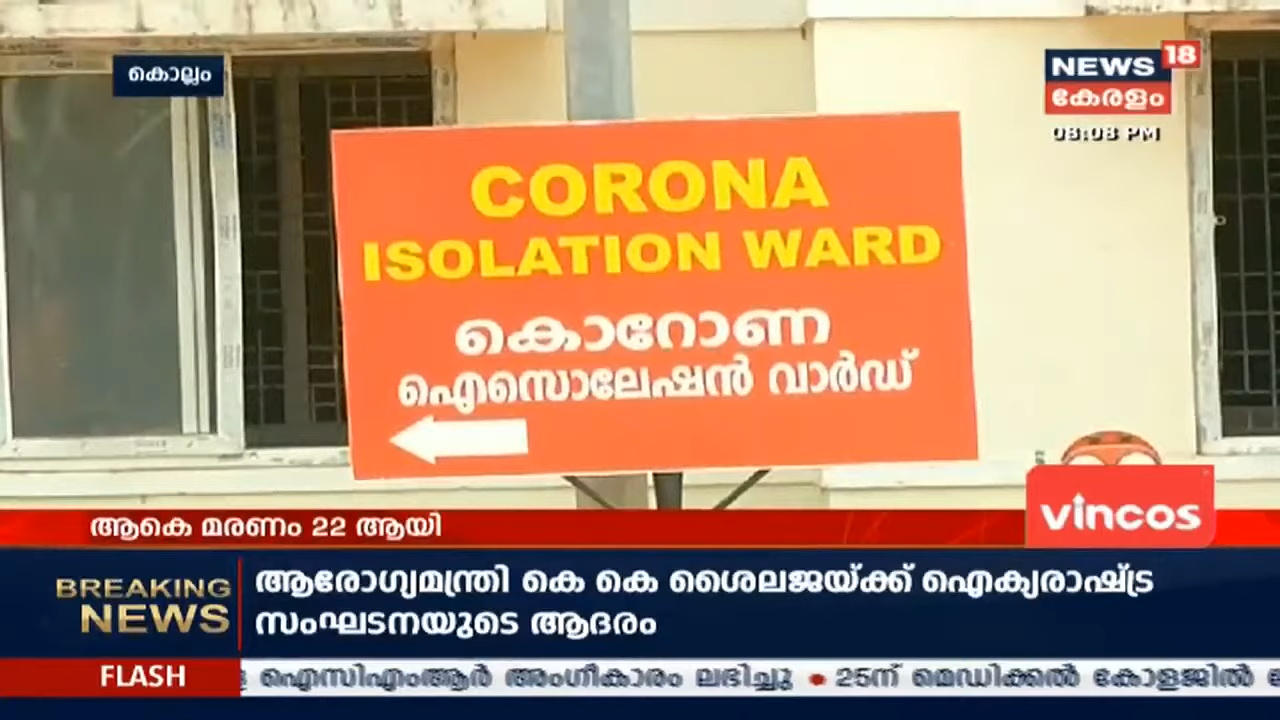 കൊല്ലം
NEWS 18
കേരളം
08:08 PM
CORONA
ISOLATION WARD
കൊറോണ
ഐസൊലേഷൻ വാർഡ്
vincos
ആകെ മരണം 22 ആയി
BREAKING
NEWS
ആരോഗ്യമന്ത്രി കെ കെ ശൈലജയ്ക്ക് ഐക്യരാഷ്ട്ര
സംഘടനയുടെ ആദരം
FLASH
ഐസിഎംആർ അംഗീകാരം ലഭിച്ചു • 25ന് മെഡിക്കൽ കോളജിൽ